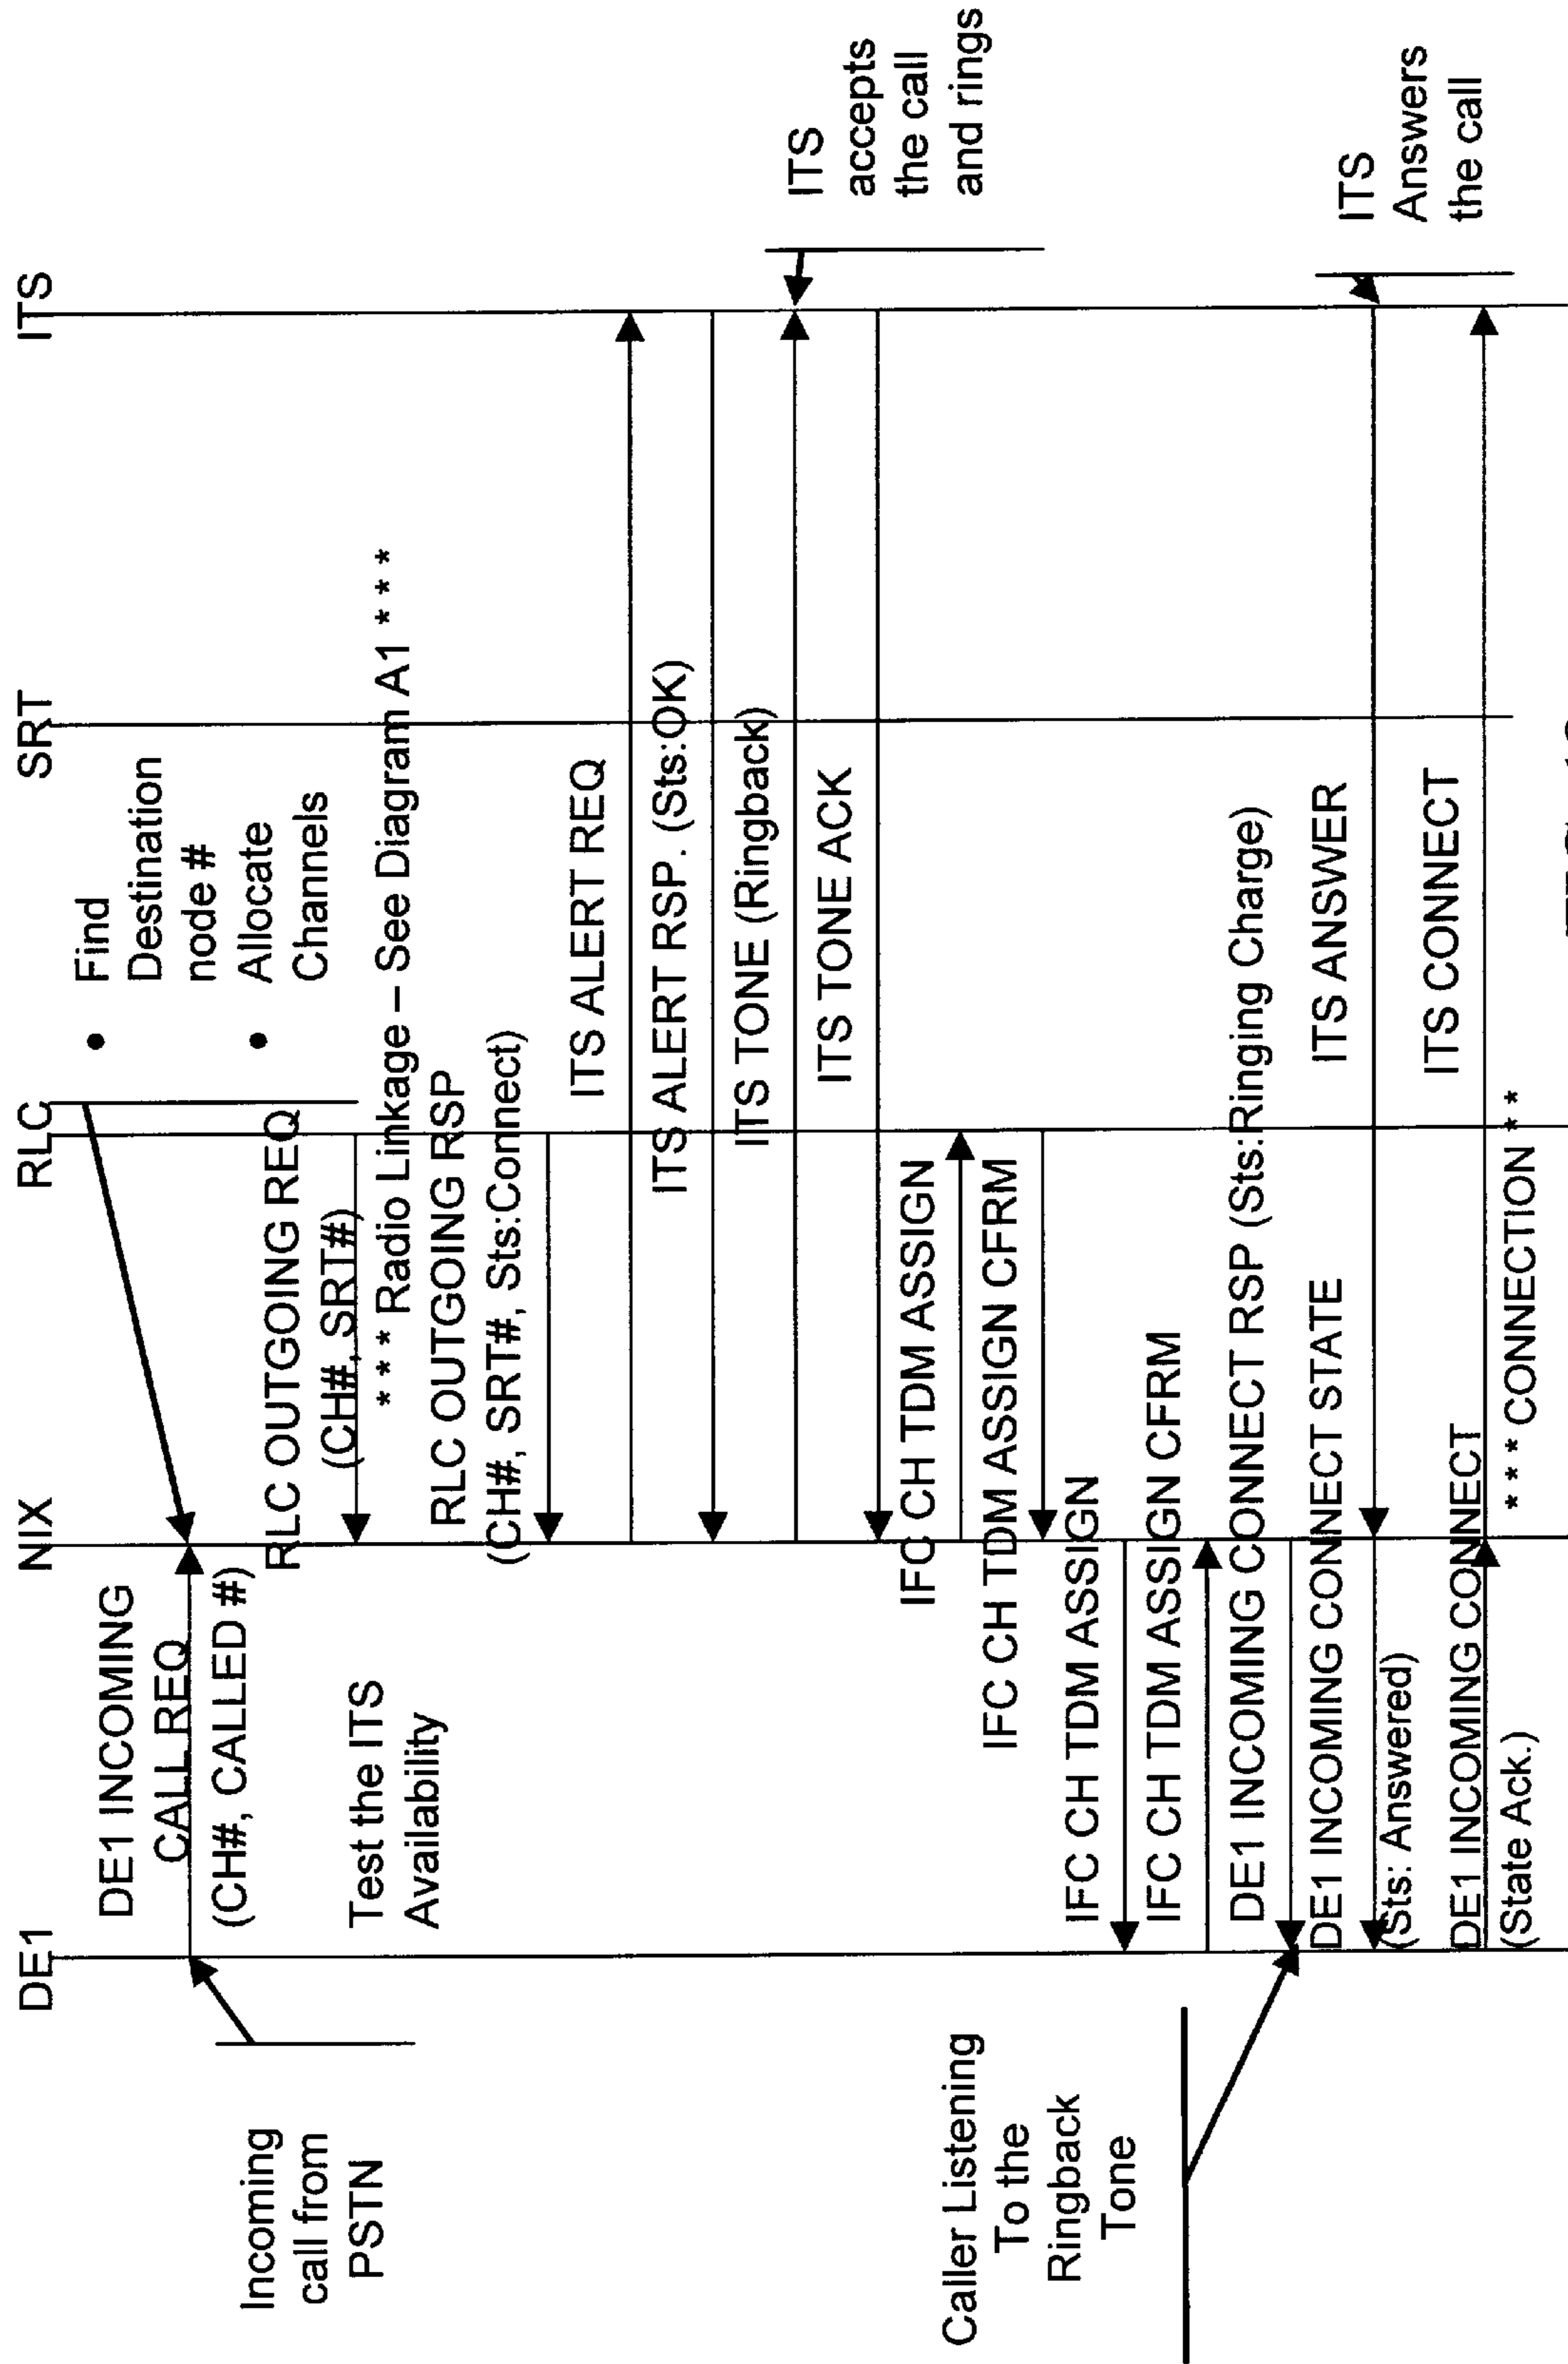 DE1
NIX
RLC
SRT
ITS
Incoming
call from
PSTN
DE1 INCOMING
CALL REQ
(CH#, CALLED #)
• Find
Destination
node #
• Allocate
Channels
Test the ITS
Availability
RLC OUTGOING REQ
(CH#, SRT#)
* * * Radio Linkage – See Diagram A1 * * *
RLC OUTGOING RSP
(CH#, SRT#, Sts:Connect)
ITS ALERT REQ
ITS ALERT RSP. (Sts:OK)
ITS TONE (Ringback)
ITS
accepts
the call
and rings
ITS TONE ACK
IFC CH TDM ASSIGN
IFC CH TDM ASSIGN CFRM
IFC CH TDM ASSIGN
IFC CH TDM ASSIGN CFRM
Caller Listening
To the
Ringback
Tone
DE1 INCOMING CONNECT RSP (Sts:Ringing Charge)
DE1 INCOMING CONNECT STATE
(Sts: Answered)
ITS ANSWER
ITS
Answers
the call
DE1 INCOMING CONNECT
(State Ack.)
ITS CONNECT
* * * CONNECTION * *